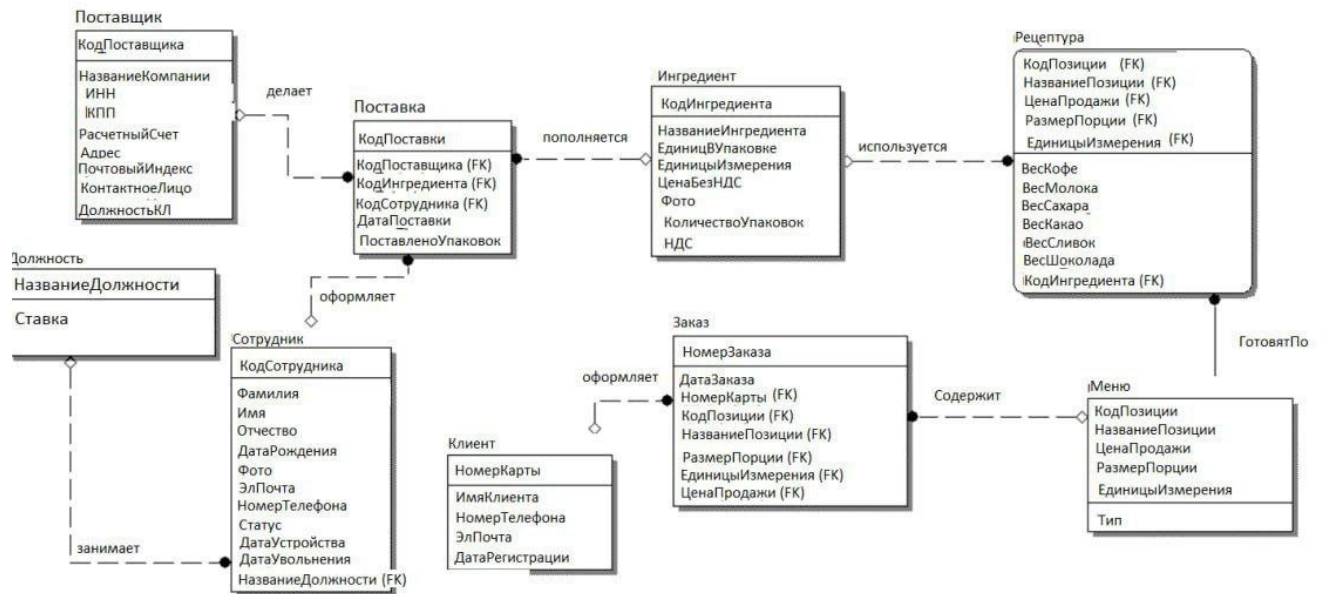 Поставщик
КодПоставщика
НазваниеКомпании
ИНН
КПП
РасчетныйСчет
Адрес
ПочтовыйИндекс
КонтактноеЛицо
ДолжностьКЛ
делает
Поставка
КодПоставки
КодПоставщика (FK)
КодИнгредиента (FK)
КодСотрудника (FK)
ДатаПоставки
ПоставленоУпаковок
пополняется
Ингредиент
КодИнгредиента
НазваниеИнгредиента
ЕдиницВУпаковке
ЕдиницыИзмерения
ЦенаБезНДС
Фото
КоличествоУпаковок
НДС
используется
Рецептура
КодПозиции (FK)
НазваниеПозиции (FK)
ЦенаПродажи (FK)
РазмерПорции (FK)
ЕдиницыИзмерения (FK)
ВесКофе
ВесМолока
ВесСахара
ВесКакао
ВесСливок
ВесШоколада
КодИнгредиента (FK)
Должность
НазваниеДолжности
Ставка
занимает
оформляет
Сотрудник
КодСотрудника
Фамилия
Имя
Отчество
ДатаРождения
Фото
ЭлПочта
НомерТелефона
Статус
ДатаУстройства
ДатаУвольнения
НазваниеДолжности (FK)
Клиент
НомерКарты
ИмяКлиента
НомерТелефона
ЭлПочта
ДатаРегистрации
оформляет
Заказ
НомерЗаказа
ДатаЗаказа
НомерКарты (FK)
КодПозиции (FK)
НазваниеПозиции (FK)
РазмерПорции (FK)
ЕдиницыИзмерения (FK)
ЦенаПродажи (FK)
Содержит
ГотовятПо
Меню
КодПозиции
НазваниеПозиции
ЦенаПродажи
РазмерПорции
ЕдиницыИзмерения
Тип